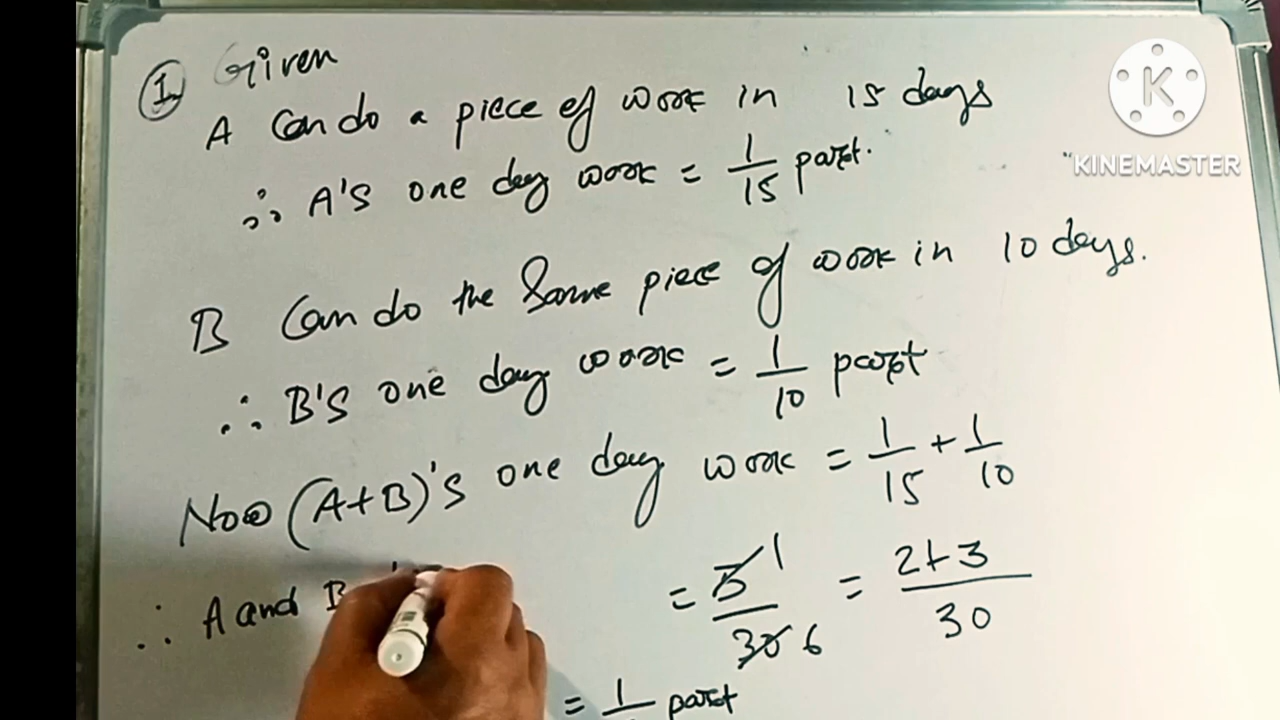 ① Given
A Can do a piece of work in 15 days
∴ A'S one day work = 1/15 part.
B Can do the Same piece of work in 10 days.
∴ B'S one day work = 1/10 part
Now (A+B)'S one day work = 1/15 + 1/10
= 5/30 1 6 = 2+3/30
∴ A and B
= 1 part
K
KINEMASTER